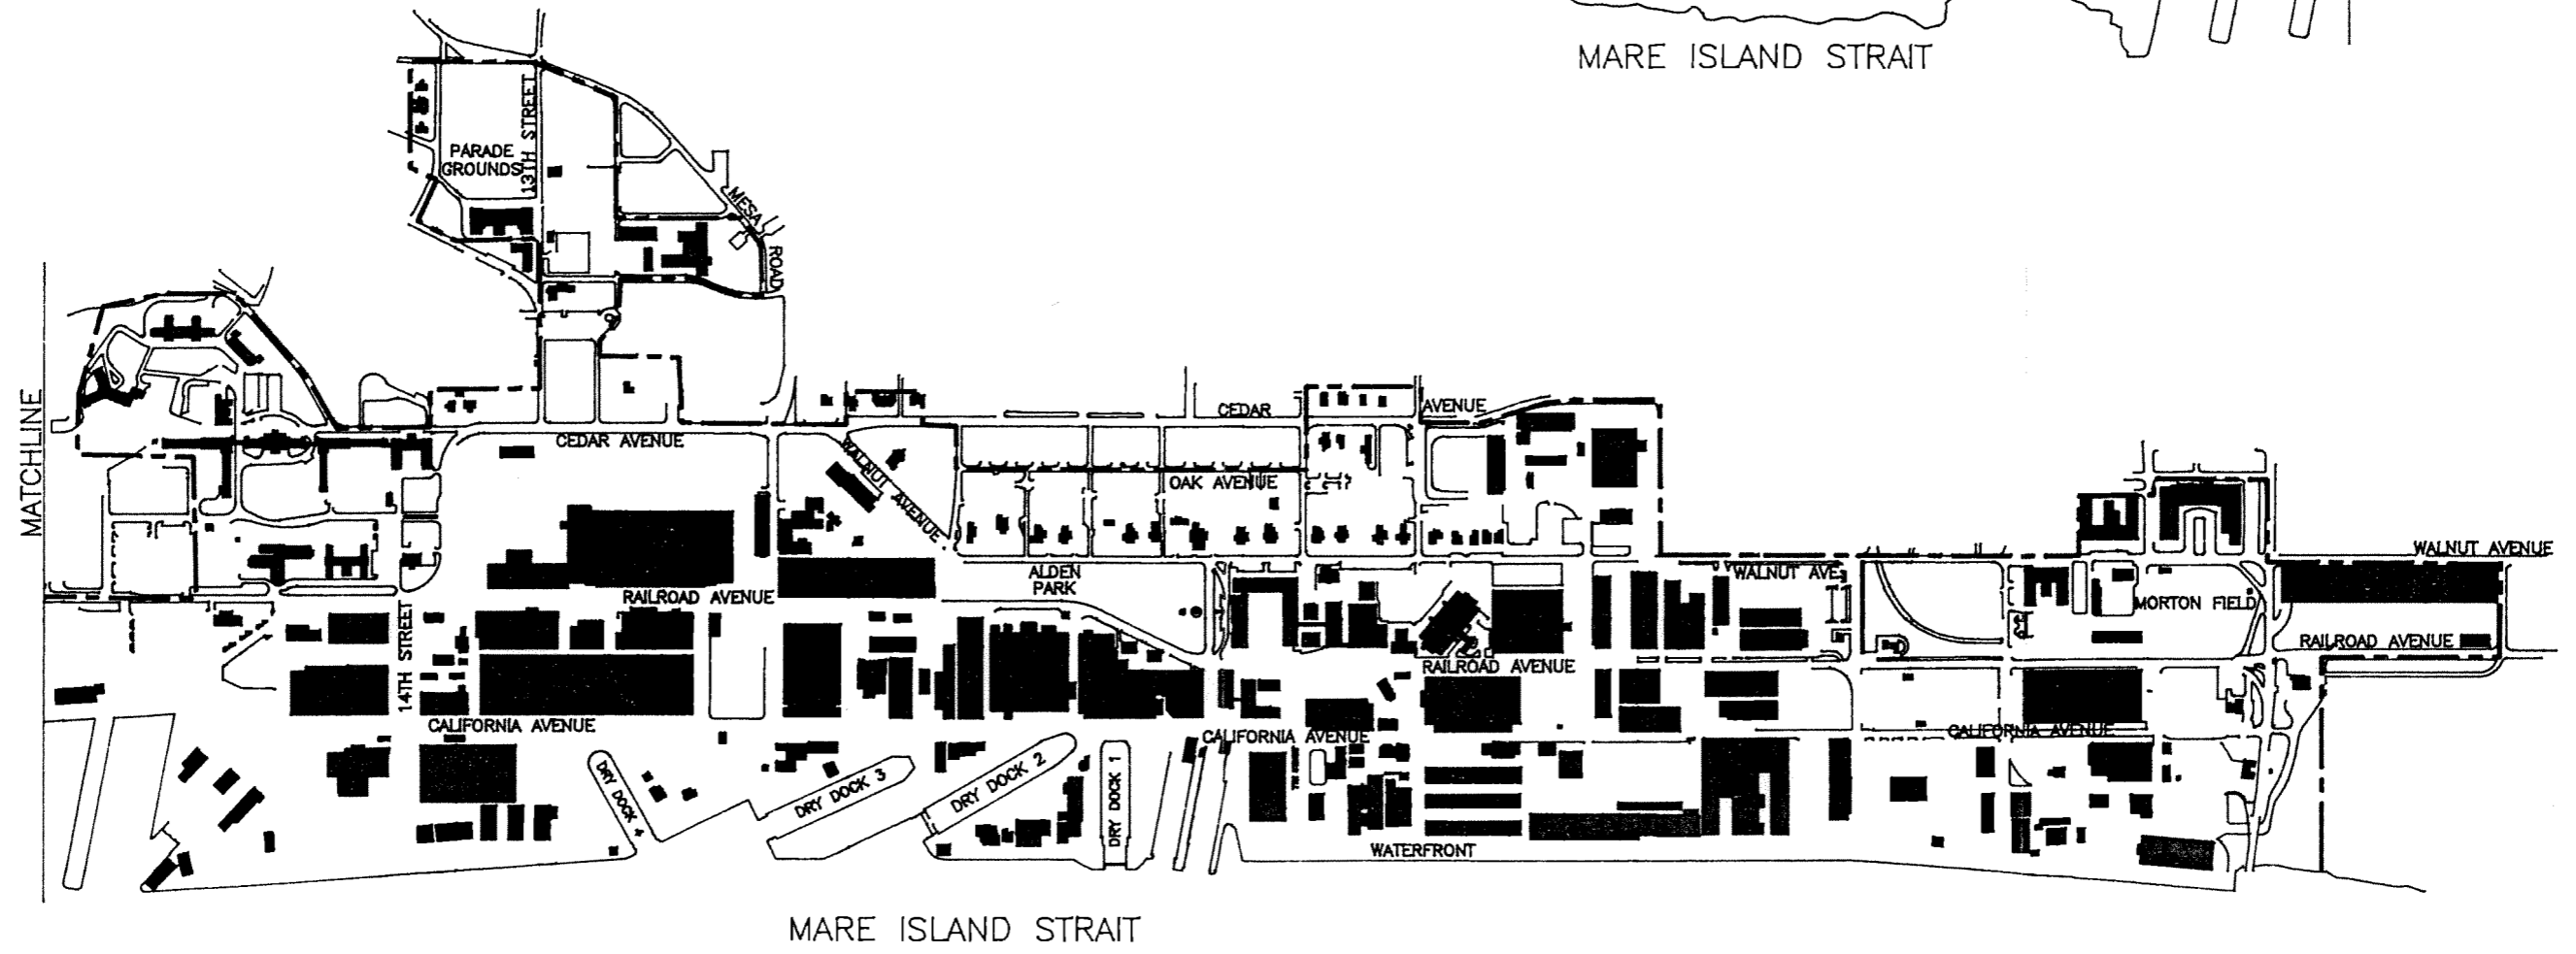 MARE ISLAND STRAIT
13TH STREET
PARADE
GROUNDS
MESA
ROAD
MATCHLINE
CEDAR
AVENUE
CEDAR AVENUE
WALNUT AVENUE
OAK AVENUE
WALNUT AVENUE
ALDEN
PARK
WALNUT AVE
RAILROAD AVENUE
MORTON FIELD
14TH STREET
RAILROAD AVENUE
RAILROAD AVENUE
CALIFORNIA AVENUE
CALIFORNIA AVENUE
CALIFORNIA AVENUE
DRY DOCK 4
DRY DOCK 3
DRY DOCK 2
DRY DOCK 1
WATERFRONT
MARE ISLAND STRAIT